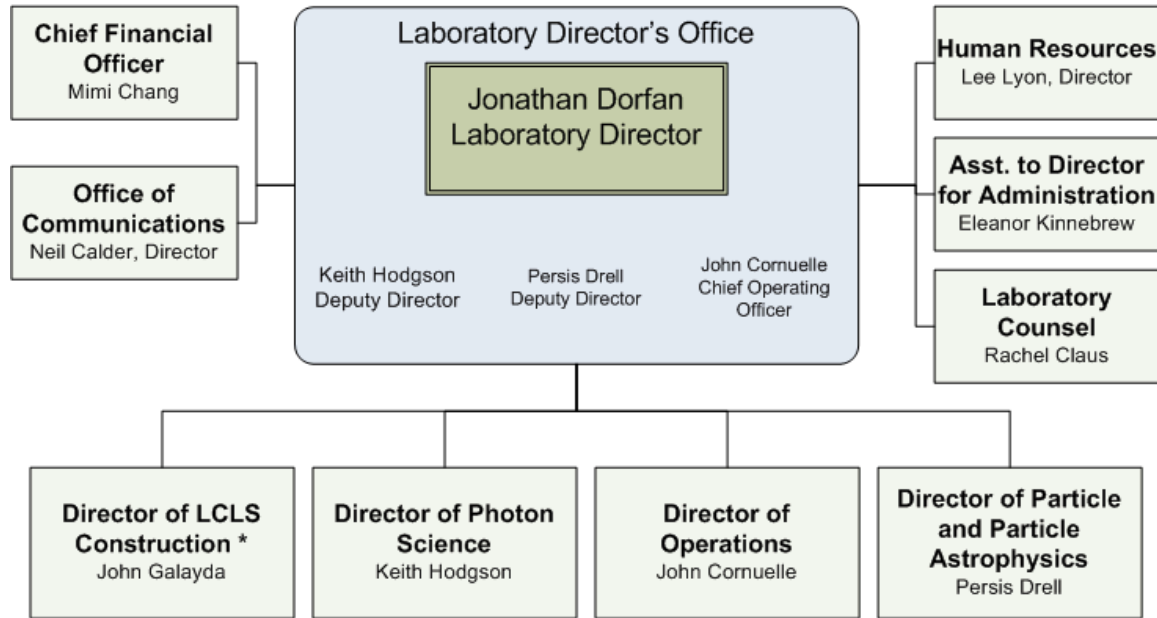 Chief Financial
Officer
Mimi Chang
Office of
Communications
Neil Calder, Director
Laboratory Director's Office
Jonathan Dorfan
Laboratory Director
Keith Hodgson
Deputy Director
Persis Drell
Deputy Director
John Cornuelle
Chief Operating
Officer
Human Resources
Lee Lyon, Director
Asst. to Director
for Administration
Eleanor Kinnebrew
Laboratory
Counsel
Rachel Claus
Director of LCLS
Construction *
John Galayda
Director of Photon
Science
Keith Hodgson
Director of
Operations
John Cornuelle
Director of Particle
and Particle
Astrophysics
Persis Drell